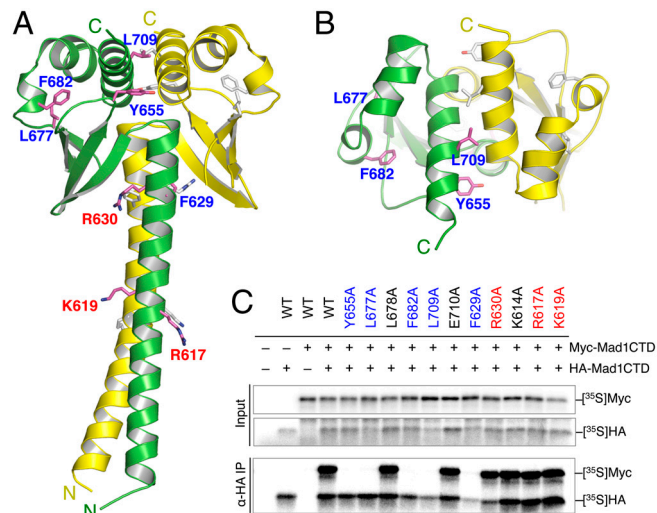 A
C
C
L709
F682
Y655
L677
R630
F629
K619
R617
N
N
B
C
L677
L709
F682
Y655
C
C
WT
WT
WT
Y655A
L677A
L678A
F682A
L709A
E710A
F629A
R630A
K614A
R617A
K619A
– – + + + + + + + + + + + + + + Myc-Mad1CTD
– + – + + + + + + + + + + + + HA-Mad1CTD
Input
[³⁵S]Myc
[³⁵S]HA
α-HA IP
[³⁵S]Myc
[³⁵S]HA